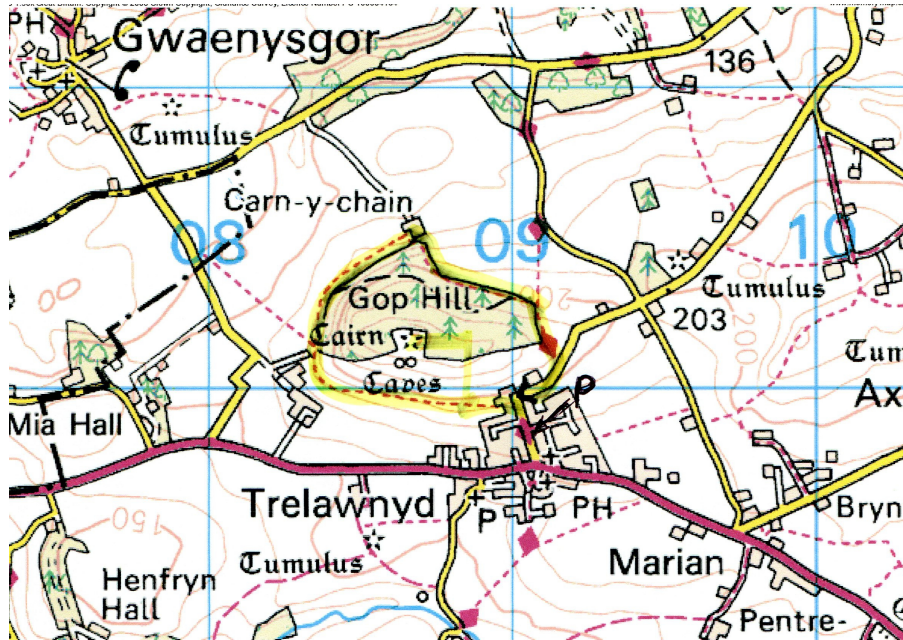 PH
Gwaenysgor
136
Tumulus
Carn-y-chain
08
09
10
Gop Hill
200
Tumulus
Cairn
203
200
Caves
Tum
P
Ax
Mia Hall
Trelawnyd
P
PH
Bryn
150
Tumulus
Marian
Henfryn
Hall
Pentre-